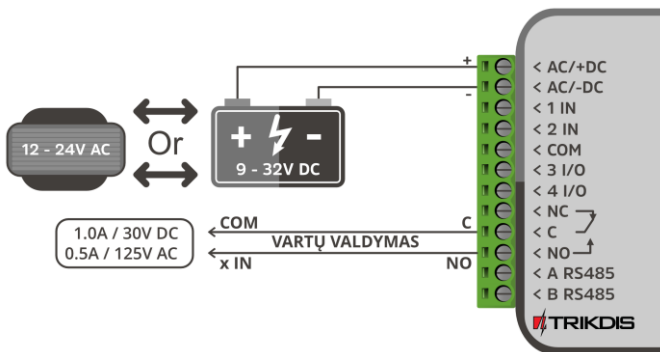 12 - 24V AC
Or
+ -
9 - 32V DC
+
-
1.0A / 30V DC
0.5A / 125V AC
COM
C
VARTŲ VALDYMAS
x IN
NO
< AC/+DC
< AC/-DC
< 1 IN
< 2 IN
< COM
< 3 I/O
< 4 I/O
< NC
< C
< NO
< A RS485
< B RS485
TRIKDIS